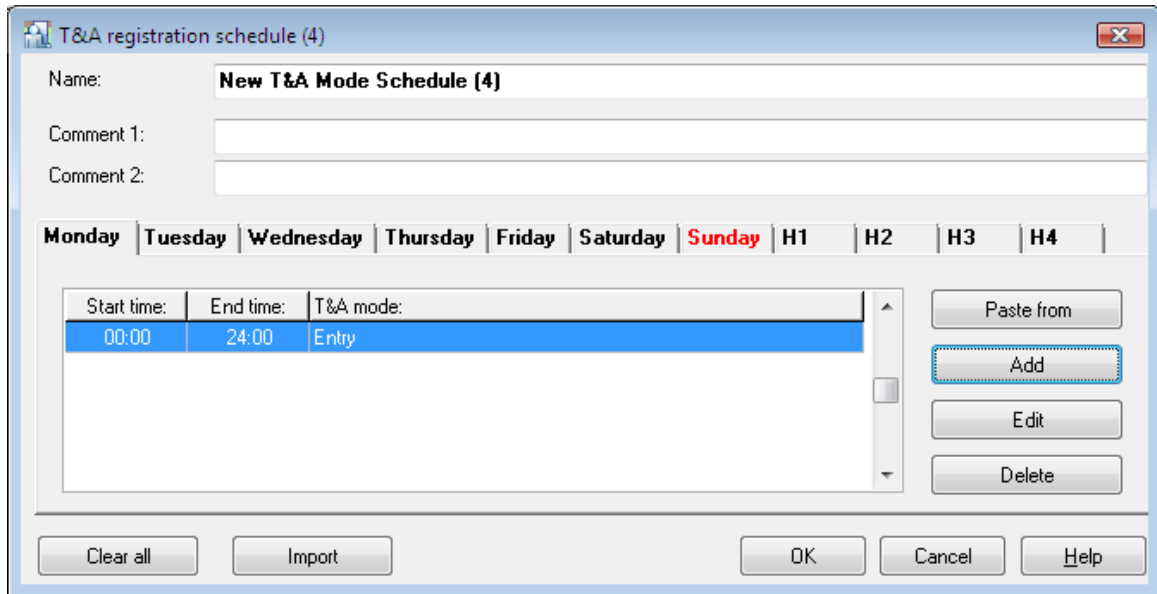 T&A registration schedule (4)
Name: New T&A Mode Schedule (4)
Comment 1:
Comment 2:
Monday Tuesday Wednesday Thursday Friday Saturday Sunday H1 H2 H3 H4
Start time: End time: T&A mode:
00:00 24:00 Entry
Paste from
Add
Edit
Delete
Clear all Import OK Cancel Help